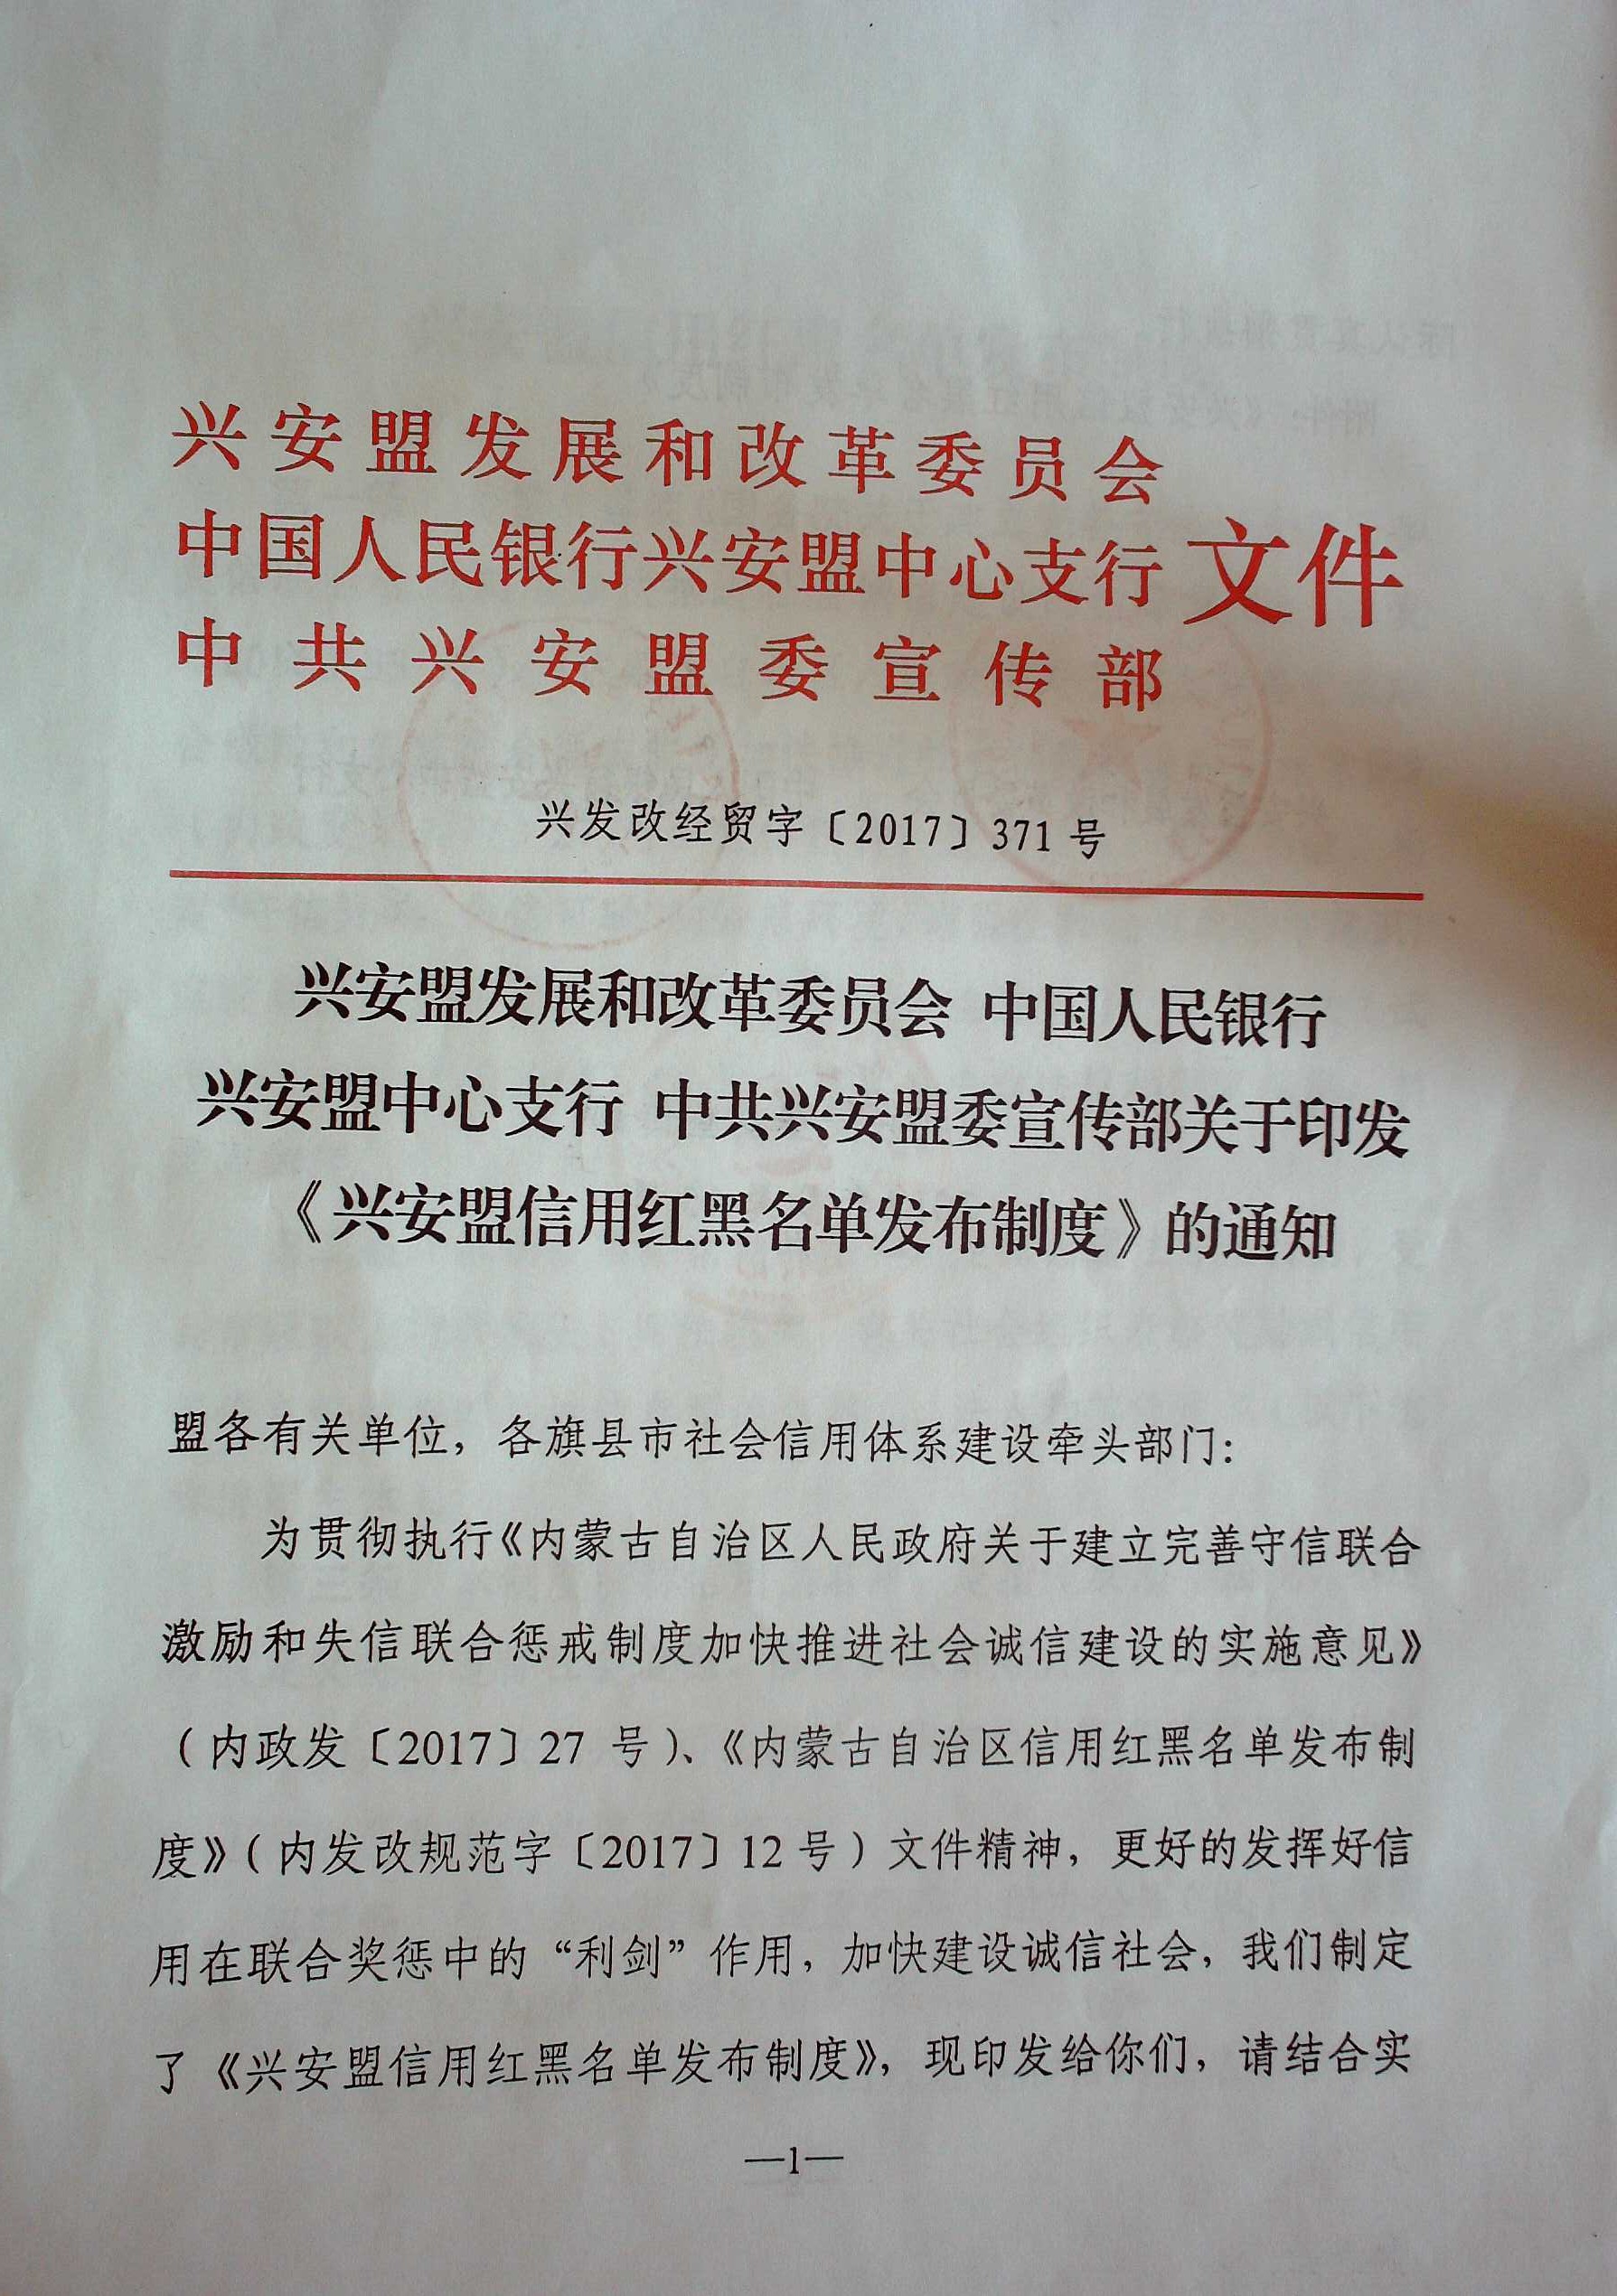 兴安盟发展和改革委员会
中国人民银行兴安盟中心支行 文件
中共兴安盟委宣传部
兴发改经贸字〔2017〕371 号
兴安盟发展和改革委员会 中国人民银行
兴安盟中心支行 中共兴安盟委宣传部关于印发
《兴安盟信用红黑名单发布制度》的通知
盟各有关单位，各旗县市社会信用体系建设牵头部门：
为贯彻执行《内蒙古自治区人民政府关于建立完善守信联合
激励和失信联合惩戒制度加快推进社会诚信建设的实施意见》
（内政发〔2017〕27 号）、《内蒙古自治区信用红黑名单发布制
度》（内发改规范字〔2017〕12 号）文件精神，更好的发挥好信
用在联合奖惩中的“利剑”作用，加快建设诚信社会，我们制定
了《兴安盟信用红黑名单发布制度》，现印发给你们，请结合实
—1—